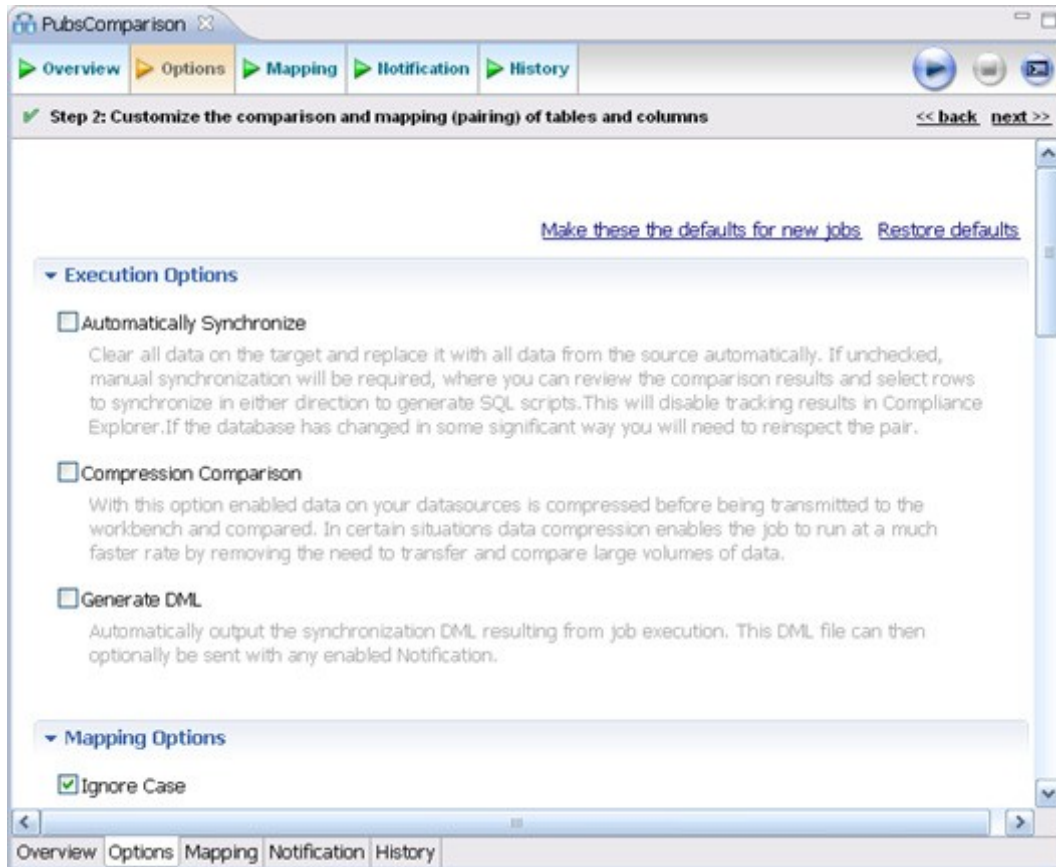 PubsComparison
Overview Options Mapping Notification History
Step 2: Customize the comparison and mapping (pairing) of tables and columns << back next >>
Make these the defaults for new jobs Restore defaults
Execution Options
Automatically Synchronize
Clear all data on the target and replace it with all data from the source automatically. If unchecked,
manual synchronization will be required, where you can review the comparison results and select rows
to synchronize in either direction to generate SQL scripts.This will disable tracking results in Compliance
Explorer.If the database has changed in some significant way you will need to reinspect the pair.
Compression Comparison
With this option enabled data on your datasources is compressed before being transmitted to the
workbench and compared. In certain situations data compression enables the job to run at a much
faster rate by removing the need to transfer and compare large volumes of data.
Generate DML
Automatically output the synchronization DML resulting from job execution. This DML file can then
optionally be sent with any enabled Notification.
Mapping Options
Ignore Case
Overview Options Mapping Notification History